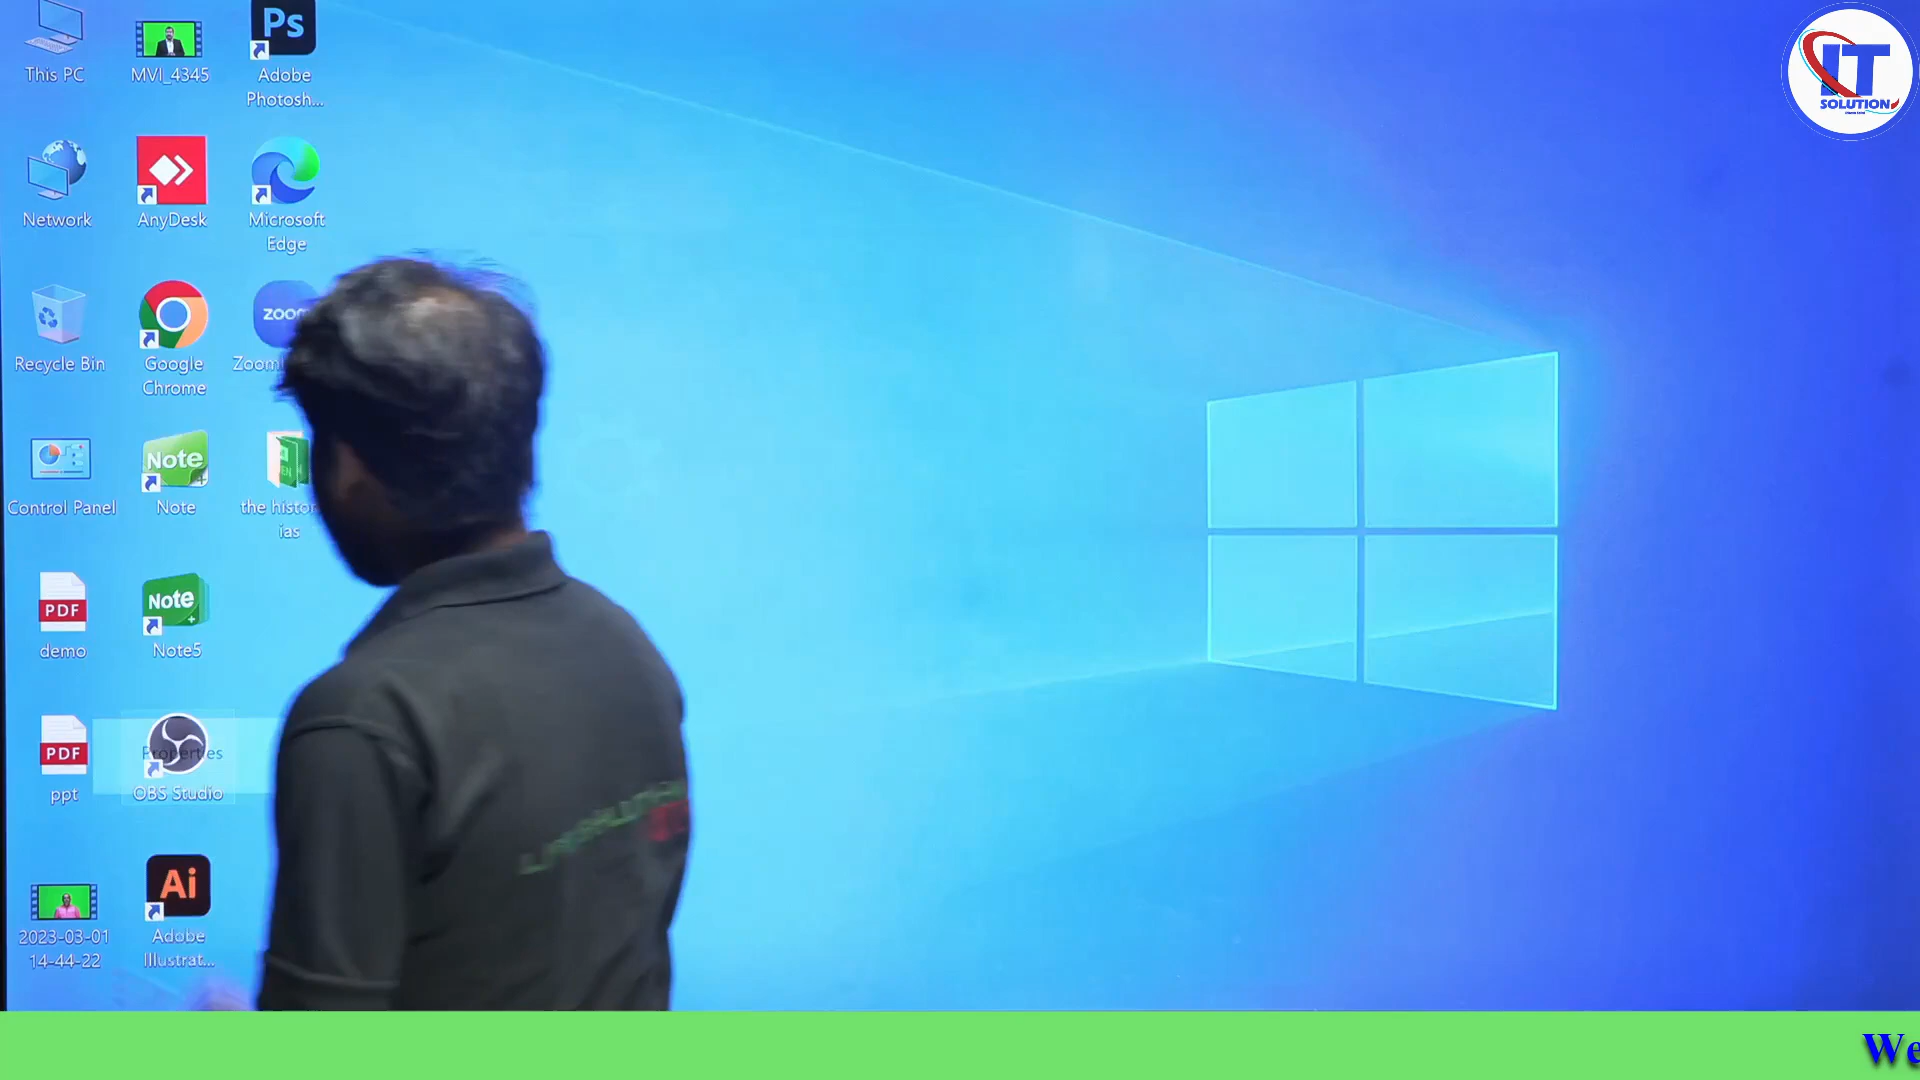 This PC
MVI_4345
Ps
Adobe
Photosh...
IT
SOLUTION
Network
AnyDesk
Microsoft
Edge
Recycle Bin
Google
Chrome
zoom
Zoom
Control Panel
Note
Note
the histor
ias
PDF
demo
Note
Note5
PDF
ppt
Properties
OBS Studio
2023-03-01
14-44-22
Ai
Adobe
Illustrat...
We